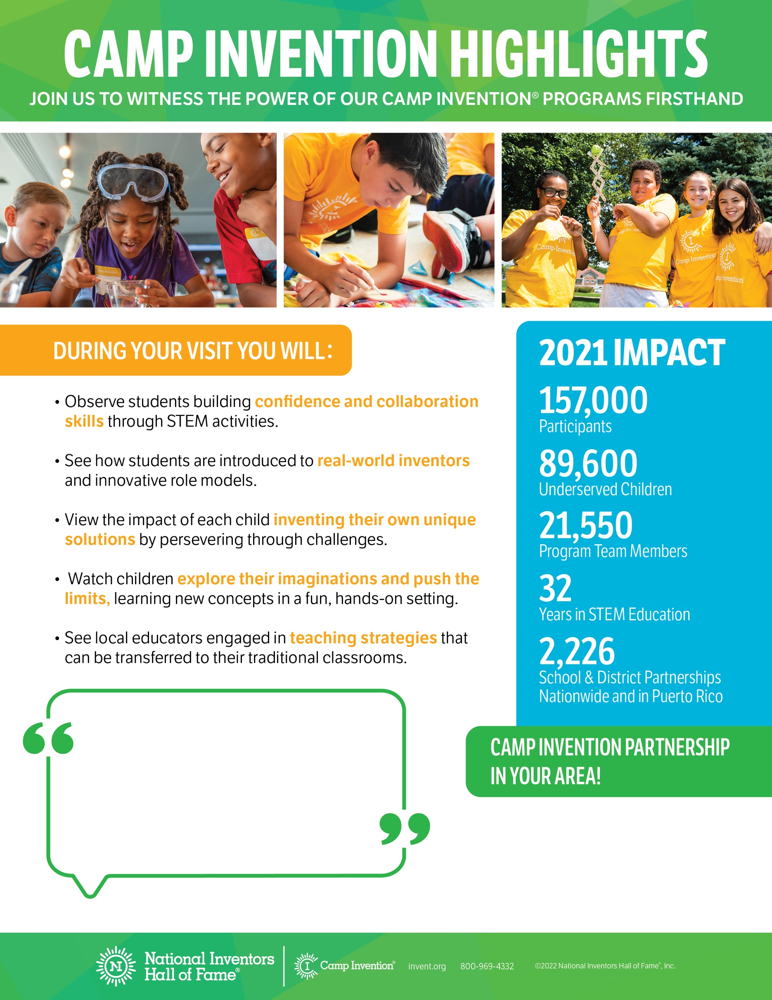 CAMP INVENTION HIGHLIGHTS
JOIN US TO WITNESS THE POWER OF OUR CAMP INVENTION® PROGRAMS FIRSTHAND
Camp Invention
Camp Invention
DURING YOUR VISIT YOU WILL:
• Observe students building confidence and collaboration
skills through STEM activities.
• See how students are introduced to real-world inventors
and innovative role models.
• View the impact of each child inventing their own unique
solutions by persevering through challenges.
• Watch children explore their imaginations and push the
limits, learning new concepts in a fun, hands-on setting.
• See local educators engaged in teaching strategies that
can be transferred to their traditional classrooms.
2021 IMPACT
157,000
Participants
89,600
Underserved Children
21,550
Program Team Members
32
Years in STEM Education
2,226
School & District Partnerships
Nationwide and in Puerto Rico
CAMP INVENTION PARTNERSHIP
IN YOUR AREA!
“
”
N
National Inventors
Hall of Fame®
I
Camp Invention®
invent.org
800-969-4332
©2022 National Inventors Hall of Fame®, Inc.